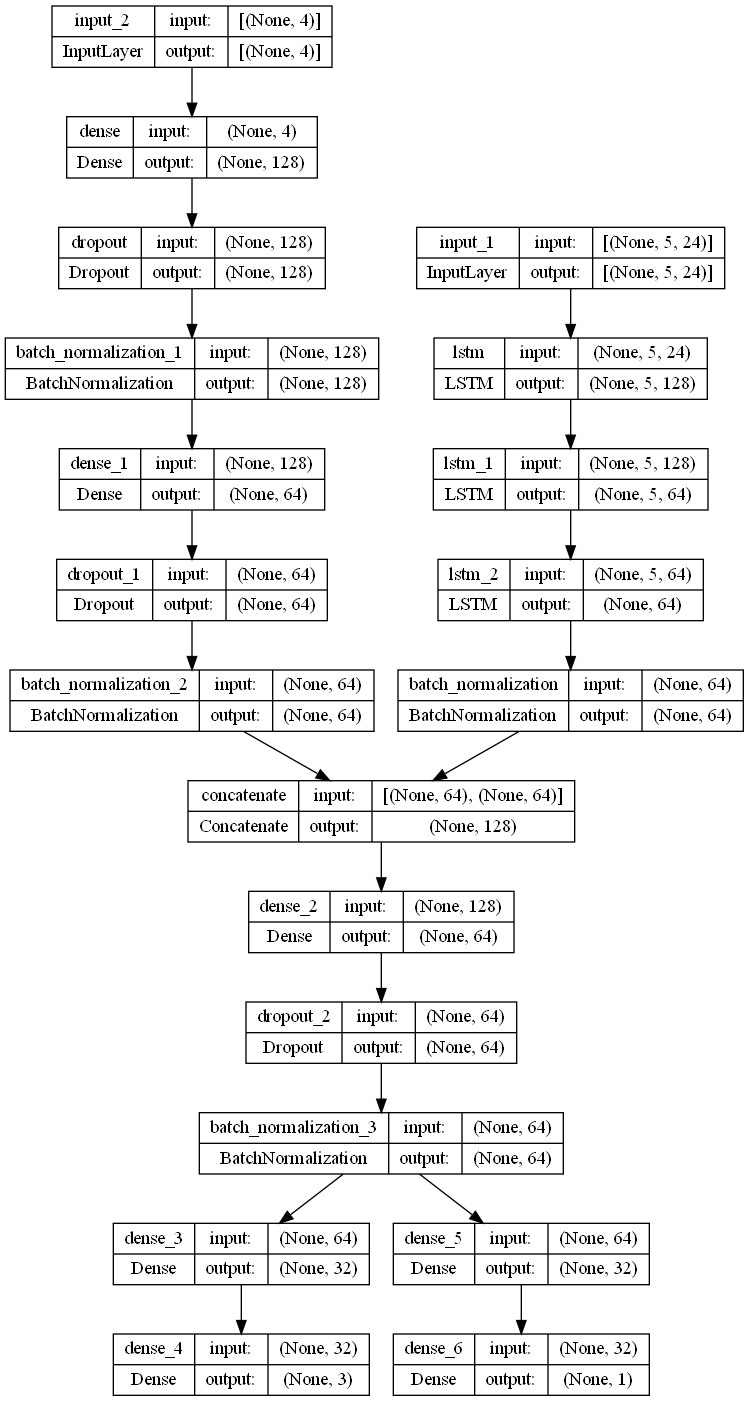 input_2 input: [(None, 4)]
InputLayer output: [(None, 4)]
dense input: (None, 4)
Dense output: (None, 128)
dropout input: (None, 128)
Dropout output: (None, 128)
input_1 input: [(None, 5, 24)]
InputLayer output: [(None, 5, 24)]
batch_normalization_1 input: (None, 128)
BatchNormalization output: (None, 128)
lstm input: (None, 5, 24)
LSTM output: (None, 5, 128)
dense_1 input: (None, 128)
Dense output: (None, 64)
lstm_1 input: (None, 5, 128)
LSTM output: (None, 5, 64)
dropout_1 input: (None, 64)
Dropout output: (None, 64)
lstm_2 input: (None, 5, 64)
LSTM output: (None, 64)
batch_normalization_2 input: (None, 64)
BatchNormalization output: (None, 64)
batch_normalization input: (None, 64)
BatchNormalization output: (None, 64)
concatenate input: [(None, 64), (None, 64)]
Concatenate output: (None, 128)
dense_2 input: (None, 128)
Dense output: (None, 64)
dropout_2 input: (None, 64)
Dropout output: (None, 64)
batch_normalization_3 input: (None, 64)
BatchNormalization output: (None, 64)
dense_3 input: (None, 64)
Dense output: (None, 32)
dense_5 input: (None, 64)
Dense output: (None, 32)
dense_4 input: (None, 32)
Dense output: (None, 3)
dense_6 input: (None, 32)
Dense output: (None, 1)